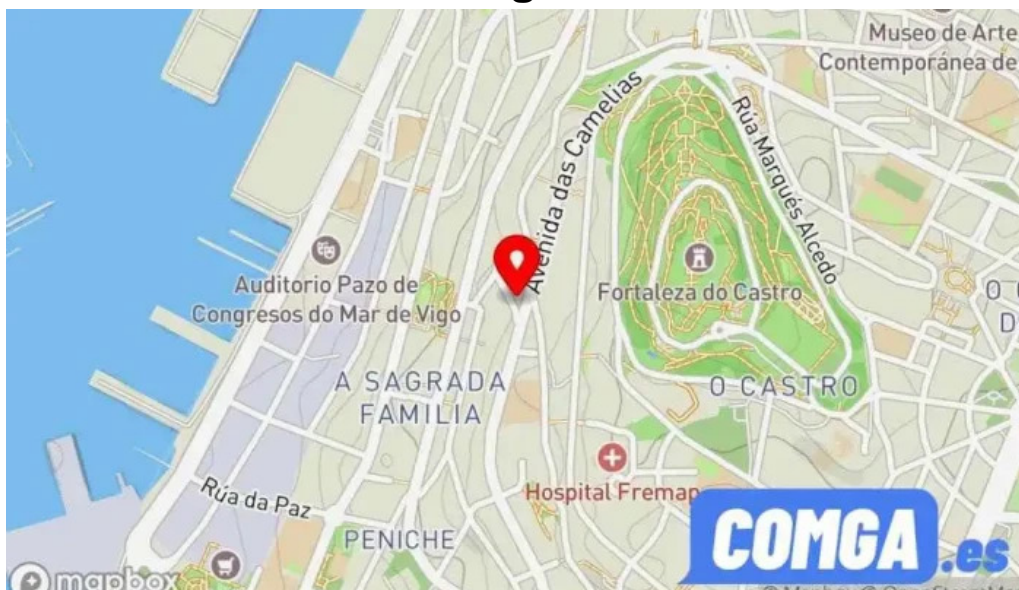 Museo de Arte
Contemporánea de
Avenida das Camelias
Rúa Marqués Alcedo
Auditorio Pazo de
Congresos do Mar de Vigo
Fortaleza do Castro
A SAGRADA
FAMILIA
O CASTRO
Hospital Fremap
Rúa da Paz
PENICHE
COMGA.es
mapbox